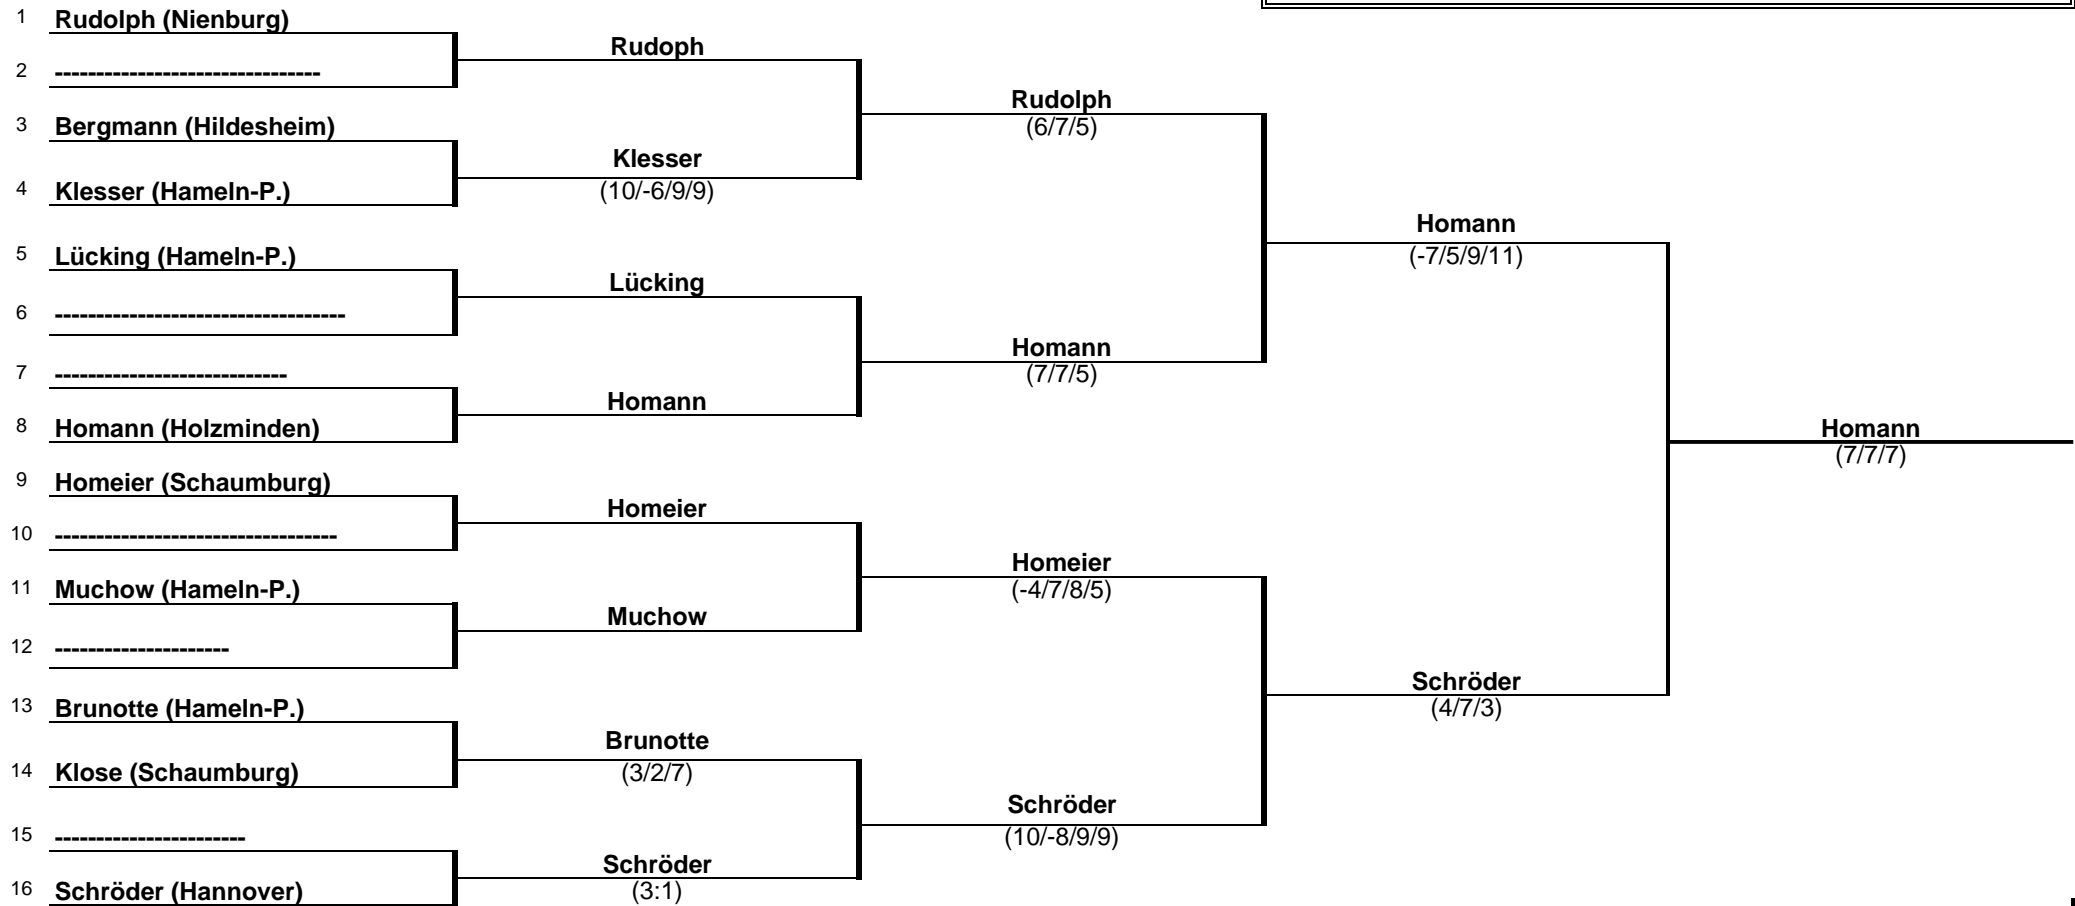 1 Rudolph (Nienburg)
2 --------------------------------
3 Bergmann (Hildesheim)
4 Klesser (Hameln-P.)
5 Lücking (Hameln-P.)
6 -----------------------------------
7 ----------------------------
8 Homann (Holzminden)
9 Homeier (Schaumburg)
10 ----------------------------------
11 Muchow (Hameln-P.)
12 ---------------------
13 Brunotte (Hameln-P.)
14 Klose (Schaumburg)
15 -----------------------
16 Schröder (Hannover)
Rudoph
Klesser
(10/-6/9/9)
Lücking
Homann
Homeier
Muchow
Brunotte
(3/2/7)
Schröder
(3:1)
Rudolph
(6/7/5)
Homann
(7/7/5)
Homeier
(-4/7/8/5)
Schröder
(10/-8/9/9)
Homann
(-7/5/9/11)
Schröder
(4/7/3)
Homann
(7/7/7)